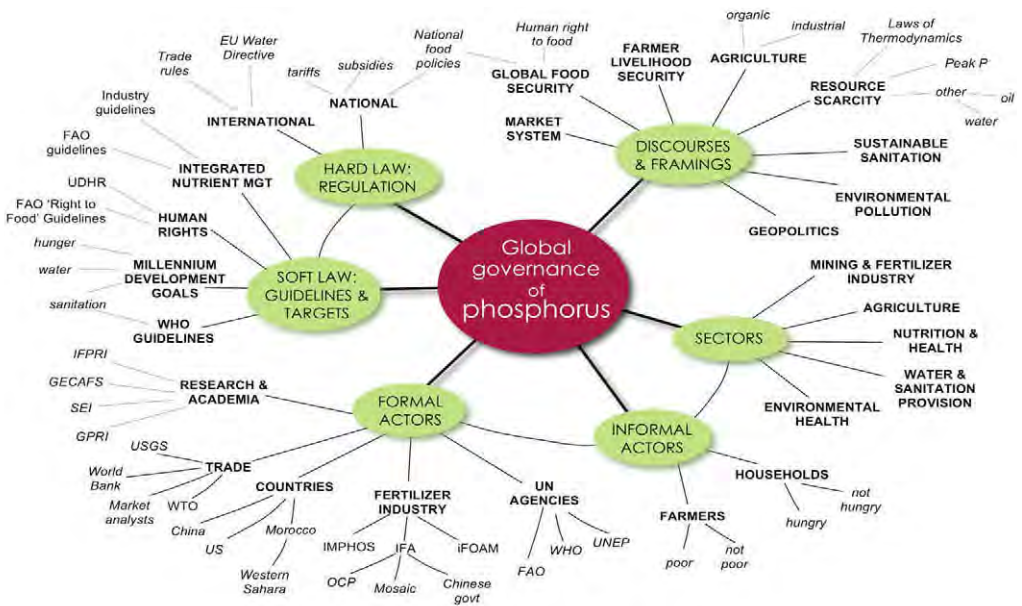 Global
governance
of
phosphorus
HARD LAW:
REGULATION
INTERNATIONAL
Trade
rules
EU Water
Directive
NATIONAL
tariffs
subsidies
National
food
policies
SOFT LAW:
GUIDELINES &
TARGETS
INTEGRATED
NUTRIENT MGT
Industry
guidelines
FAO
guidelines
HUMAN
RIGHTS
UDHR
FAO 'Right to
Food' Guidelines
MILLENNIUM
DEVELOPMENT
GOALS
hunger
water
sanitation
WHO
GUIDELINES
DISCOURSES
& FRAMINGS
MARKET
SYSTEM
GLOBAL FOOD
SECURITY
Human right
to food
FARMER
LIVELIHOOD
SECURITY
AGRICULTURE
organic
industrial
RESOURCE
SCARCITY
Laws of
Thermodynamics
Peak P
other
oil
water
SUSTAINABLE
SANITATION
ENVIRONMENTAL
POLLUTION
GEOPOLITICS
SECTORS
MINING & FERTILIZER
INDUSTRY
AGRICULTURE
NUTRITION &
HEALTH
WATER &
SANITATION
PROVISION
ENVIRONMENTAL
HEALTH
INFORMAL
ACTORS
HOUSEHOLDS
hungry
not
hungry
FARMERS
poor
not
poor
FORMAL
ACTORS
RESEARCH &
ACADEMIA
IFPRI
GECAFS
SEI
GPRI
TRADE
USGS
World
Bank
Market
analysts
WTO
COUNTRIES
China
US
Morocco
Western
Sahara
FERTILIZER
INDUSTRY
IMPHOS
IFA
iFOAM
OCP
Mosaic
Chinese
govt
UN
AGENCIES
FAO
WHO
UNEP